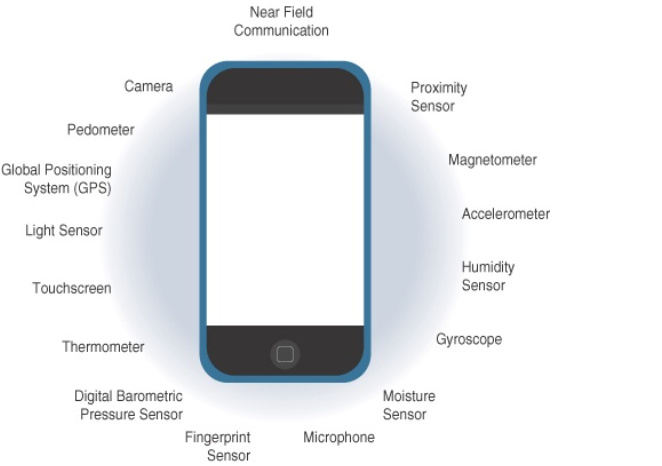 Near Field
Communication
Camera
Proximity
Sensor
Pedometer
Magnetometer
Global Positioning
System (GPS)
Accelerometer
Light Sensor
Humidity
Sensor
Touchscreen
Gyroscope
Thermometer
Digital Barometric
Pressure Sensor
Moisture
Sensor
Fingerprint
Sensor
Microphone